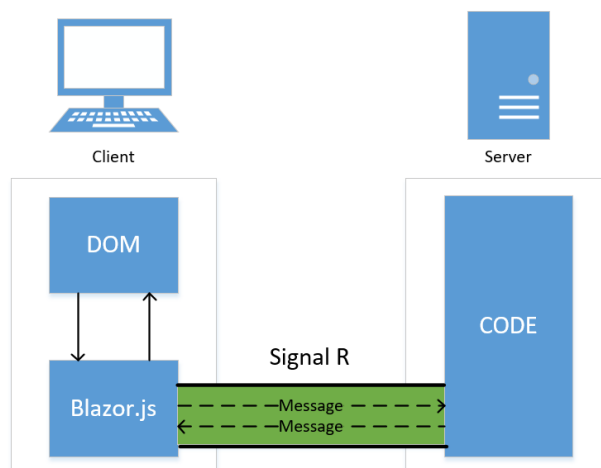 Client
Server
DOM
CODE
Signal R
Blazor.js
Message
Message